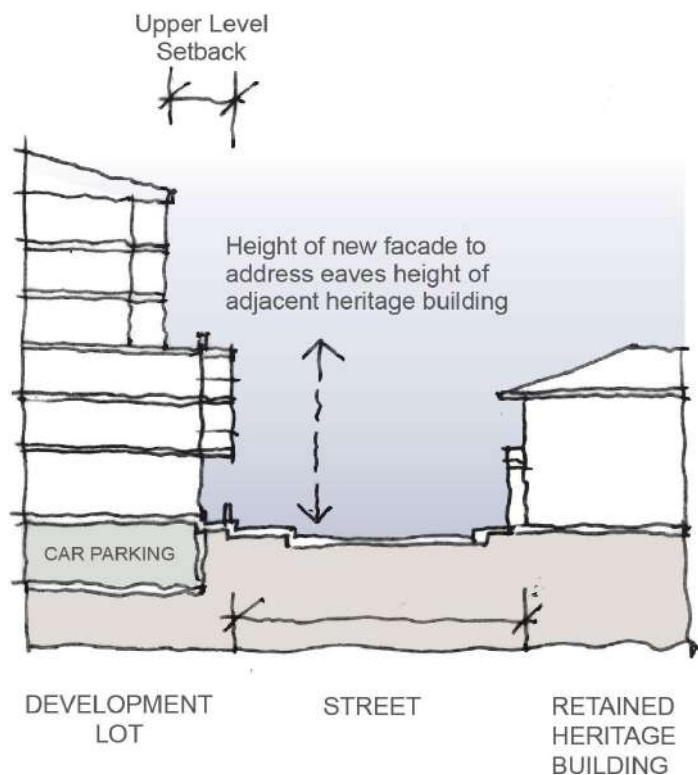 Upper Level
Setback
Height of new facade to
address eaves height of
adjacent heritage building
CAR PARKING
DEVELOPMENT
LOT
STREET
RETAINED
HERITAGE
BUILDING